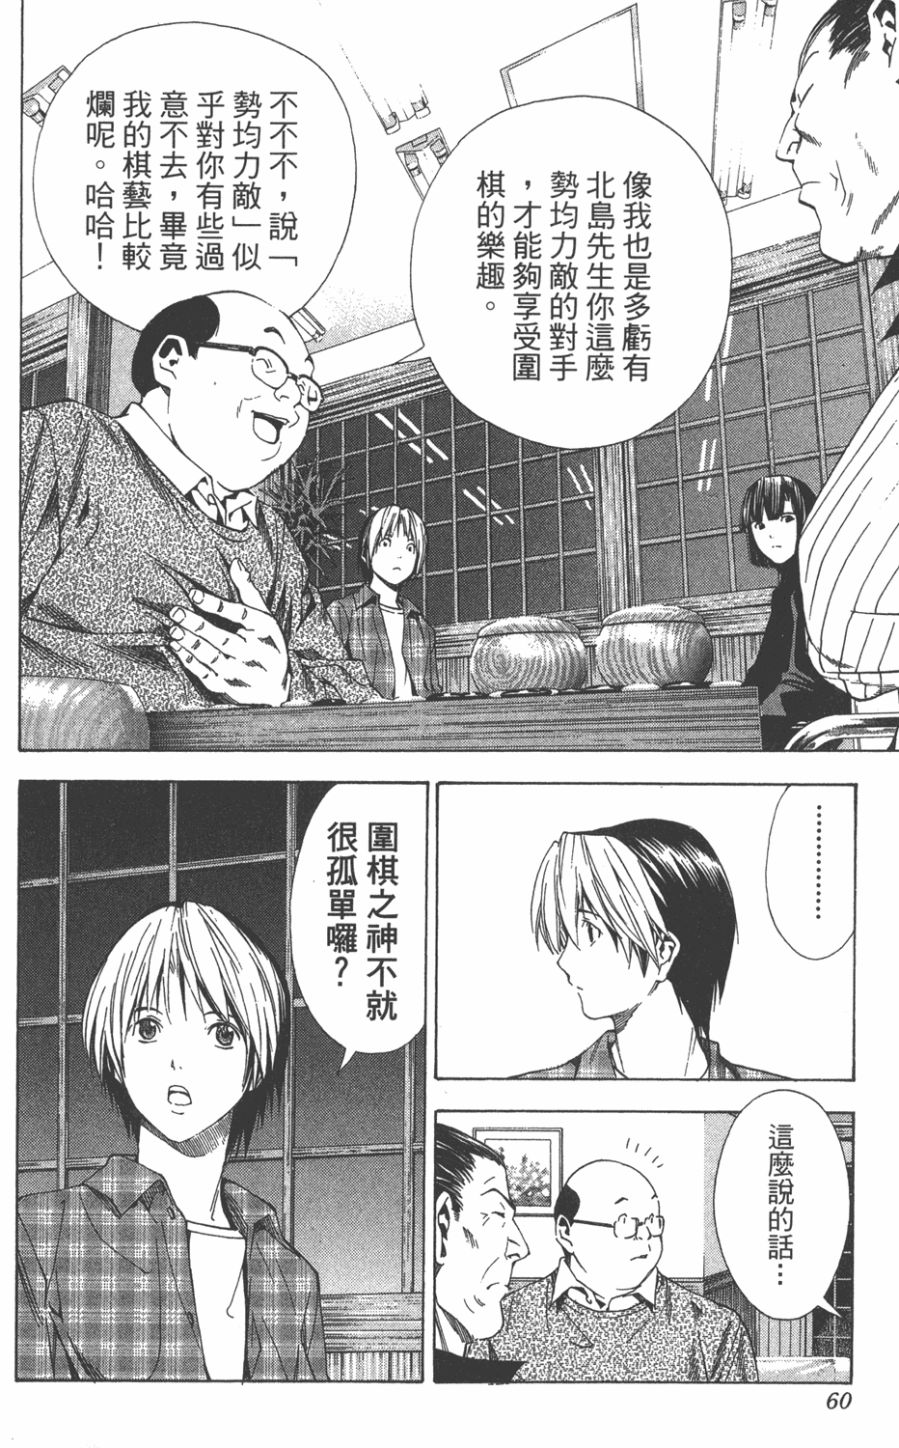 像我也是多虧有
北島先生你這麼
勢均力敵的對手
，才能夠享受圍
棋的樂趣。
不不不，說「
勢均力敵」似
乎對你有些過
意不去，畢竟
我的棋藝比較
爛呢。哈哈！
…………
這麼說的話…
圍棋之神不就
很孤單囉？
60